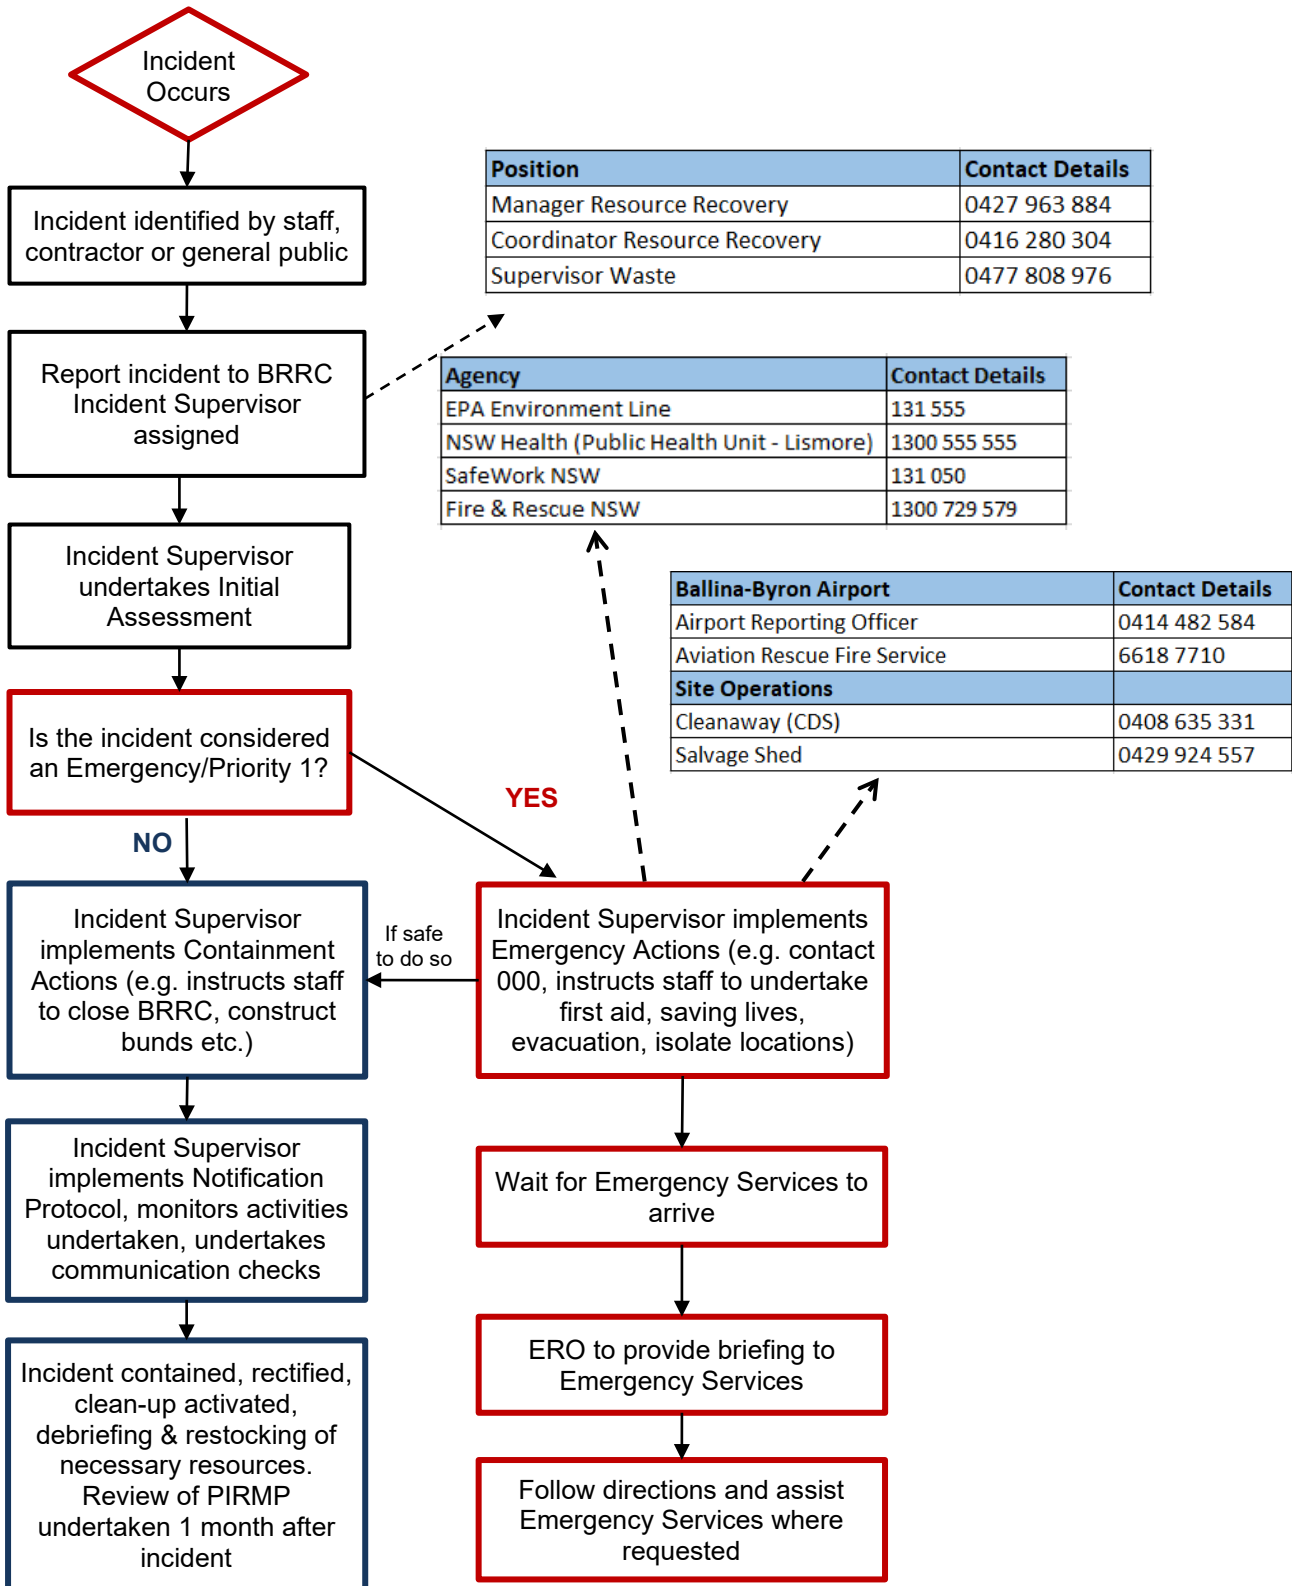 Incident
Occurs
Incident identified by staff,
contractor or general public
Position Contact Details
Manager Resource Recovery 0427 963 884
Coordinator Resource Recovery 0416 280 304
Supervisor Waste 0477 808 976
Report incident to BRRC
Incident Supervisor
assigned
Agency Contact Details
EPA Environment Line 131 555
NSW Health (Public Health Unit - Lismore) 1300 555 555
SafeWork NSW 131 050
Fire & Rescue NSW 1300 729 579
Incident Supervisor
undertakes Initial
Assessment
Ballina-Byron Airport Contact Details
Airport Reporting Officer 0414 482 584
Aviation Rescue Fire Service 6618 7710
Site Operations
Cleanaway (CDS) 0408 635 331
Salvage Shed 0429 924 557
Is the incident considered
an Emergency/Priority 1?
YES
NO
Incident Supervisor
implements Containment
Actions (e.g. instructs staff
to close BRRC, construct
bunds etc.)
If safe
to do so
Incident Supervisor implements
Emergency Actions (e.g. contact
000, instructs staff to undertake
first aid, saving lives,
evacuation, isolate locations)
Incident Supervisor
implements Notification
Protocol, monitors activities
undertaken, undertakes
communication checks
Wait for Emergency Services to
arrive
ERO to provide briefing to
Emergency Services
Incident contained, rectified,
clean-up activated,
debriefing & restocking of
necessary resources.
Review of PIRMP
undertaken 1 month after
incident
Follow directions and assist
Emergency Services where
requested